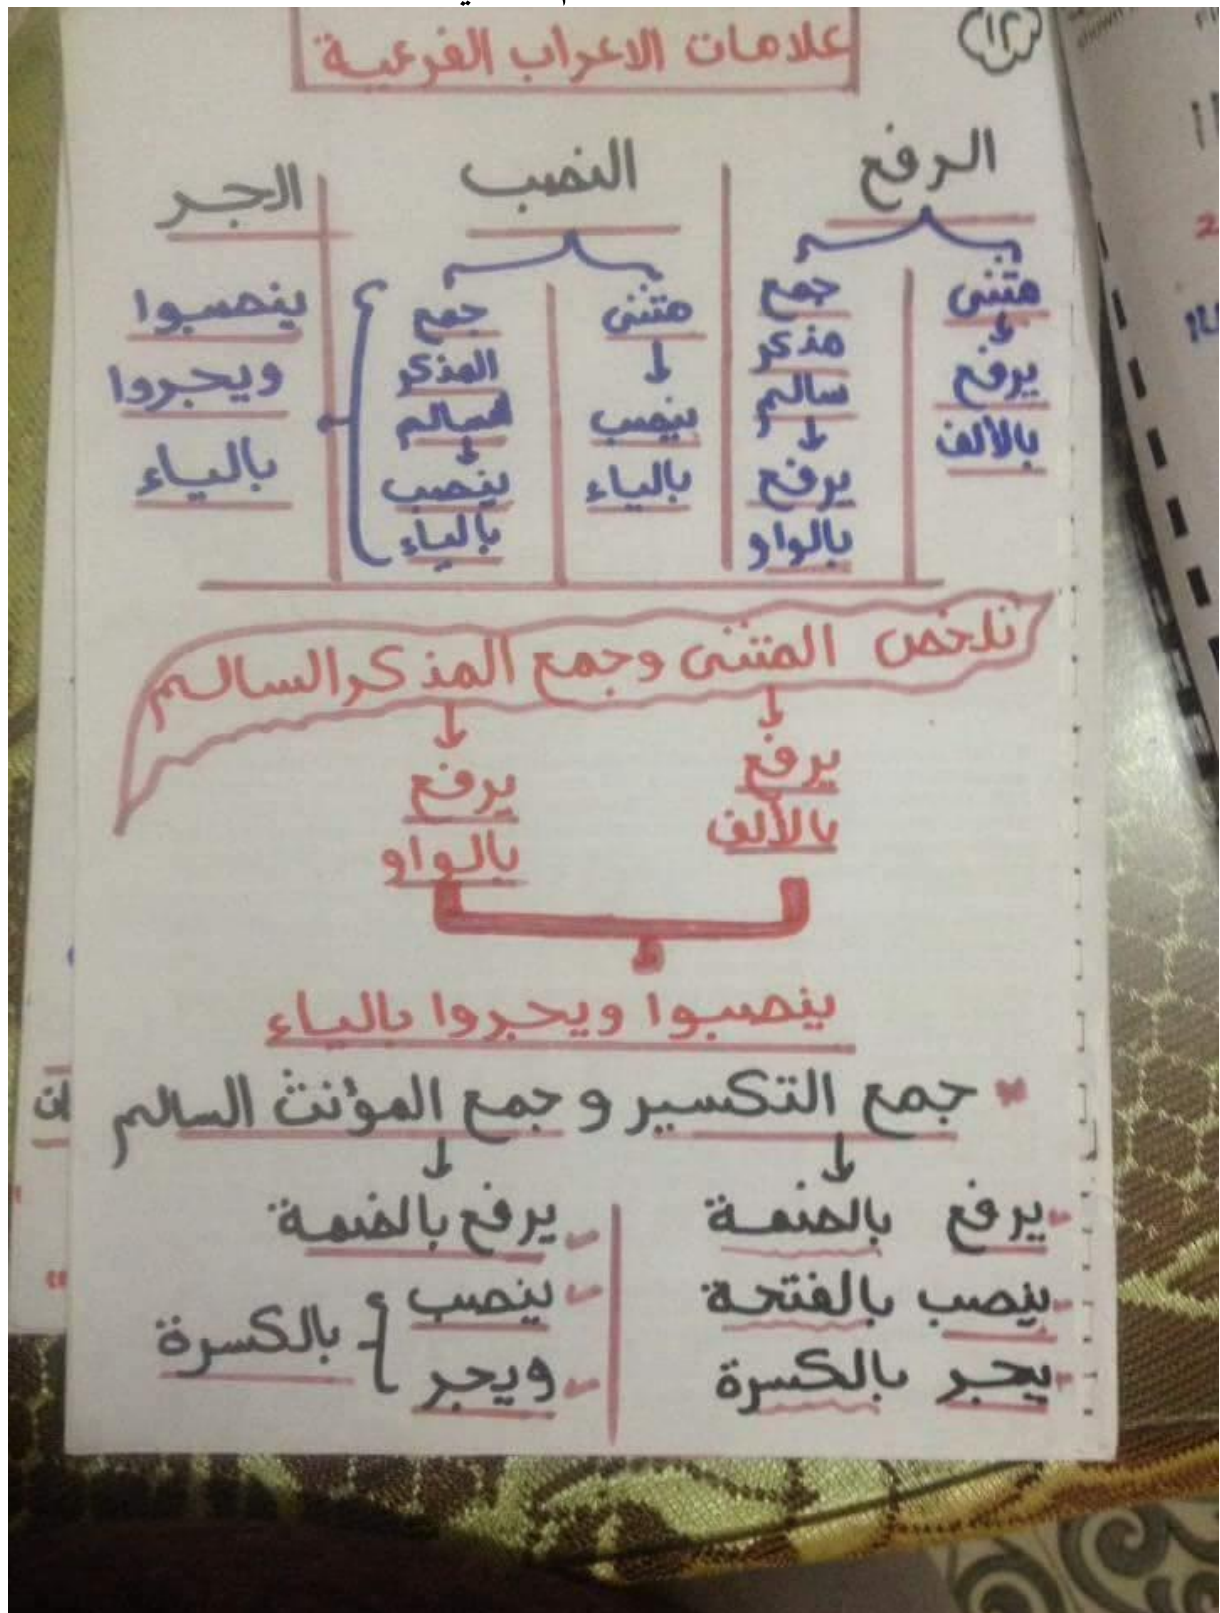 ١٢
علامات الاعراب الفرعية
الرفع
مثنى
يرفع
بالألف
جمع
مذكر
سالم
يرفع
بالواو
النصب
مثنى
ينصب
بالياء
جمع
المذكر
السالم
ينصب
بالياء
الجر
ينصبوا
ويجروا
بالياء
نلخص المثنى وجمع المذكر السالم
يرفع
بالألف
يرفع
بالواو
ينصبوا ويجروا بالياء
* جمع التكسير و جمع المؤنث السالم
- يرفع بالضمة
- ينصب بالفتحة
- يجر بالكسرة
- يرفع بالضمة
- ينصب
- ويجر
بالكسرة